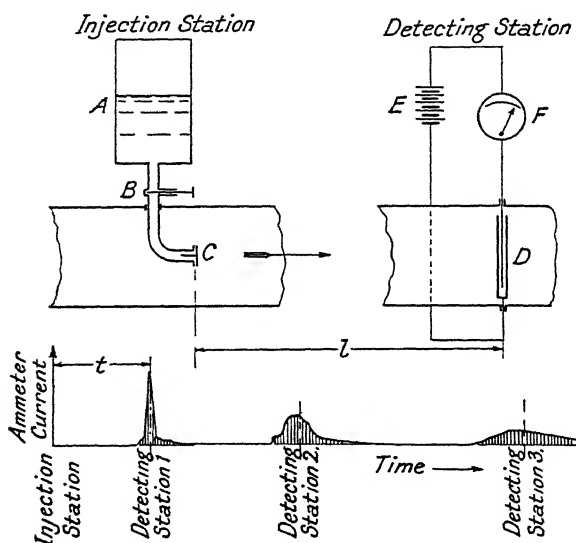 Injection Station
Detecting Station
A
E
F
B
C
D
l
t
Ammeter
Current
Time
Injection
Station
Detecting
Station 1
Detecting
Station 2,
Detecting
Station 3,